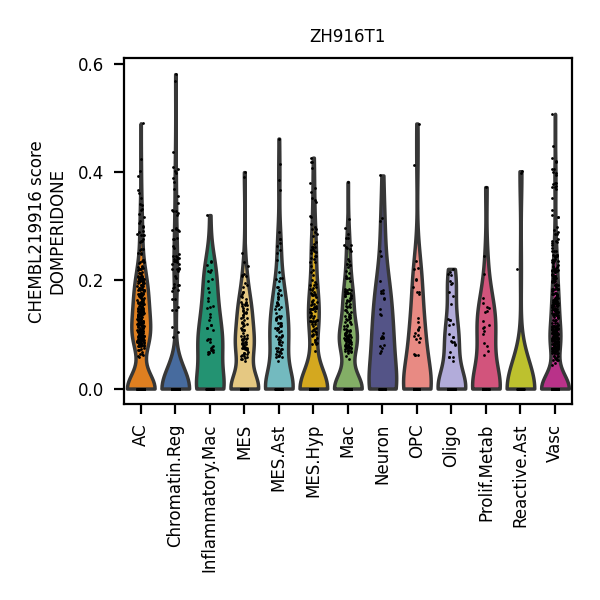 ZH916T1
CHEMBL219916 score
DOMPERIDONE
0.6
0.4
0.2
0.0
AC
Chromatin.Reg
Inflammatory.Mac
MES
MES.Ast
MES.Hyp
Mac
Neuron
OPC
Oligo
Prolif.Metab
Reactive.Ast
Vasc